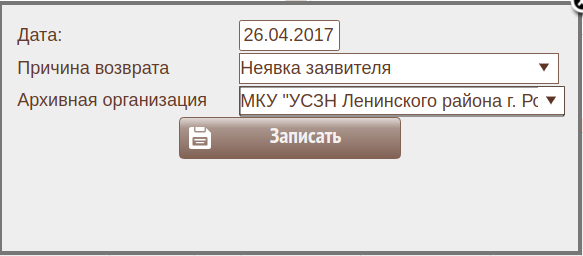 Дата: 26.04.2017
Причина возврата Неявка заявителя
Архивная организация МКУ "УСЗН Ленинского района г. Ро
Записать